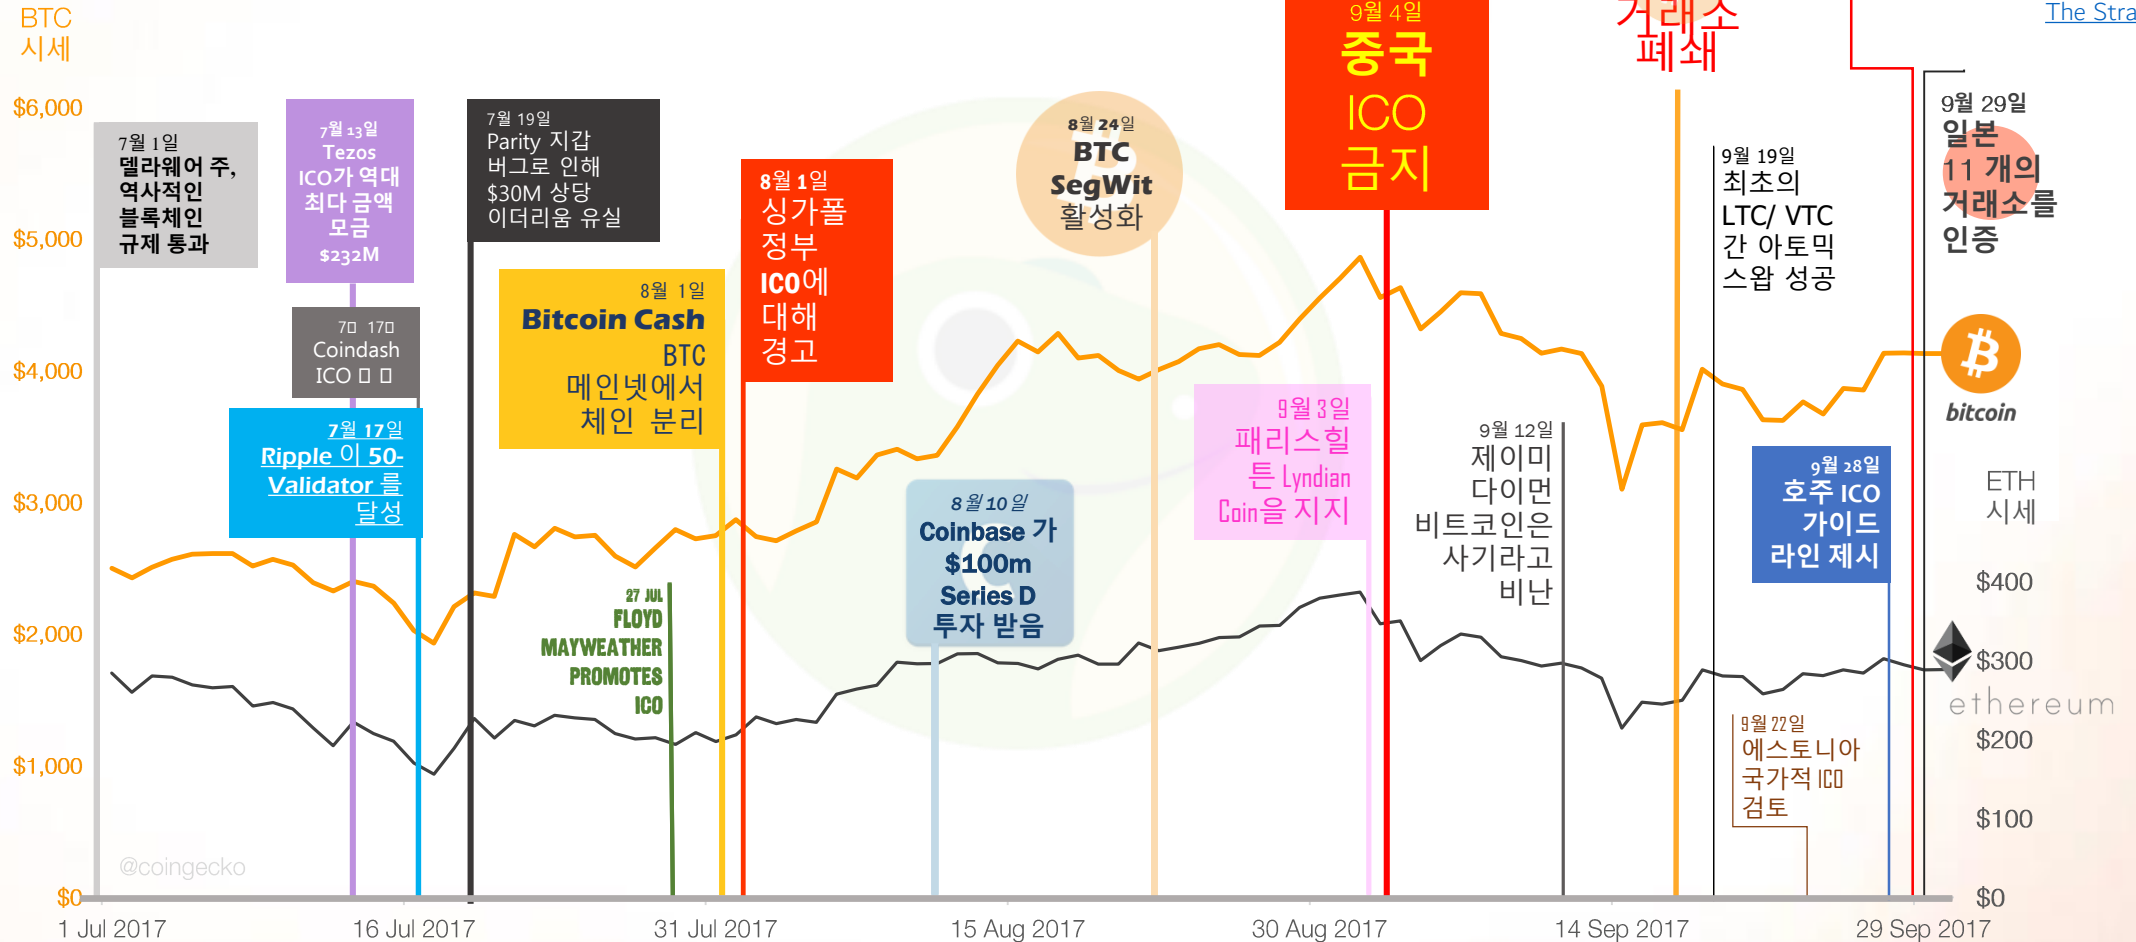 BTC
시세
$6,000
$5,000
$4,000
$3,000
$2,000
$1,000
$0
7월 1일
델라웨어 주,
역사적인
블록체인
규제 통과
7월 13일
Tezos
ICO가 역대
최다 금액
모금
$232M
7 17
Coindash
ICO
7월 17일
Ripple 이 50-
Validator 를
달성
7월 19일
Parity 지갑
버그로 인해
$30M 상당
이더리움 유실
27 JUL
FLOYD
MAYWEATHER
PROMOTES
ICO
8월 1일
Bitcoin Cash
BTC
메인넷에서
체인 분리
8월 1일
싱가폴
정부
ICO에
대해
경고
8월 10일
Coinbase 가
$100m
Series D
투자 받음
8월 24일
BTC
SegWit
활성화
9월 3일
패리스힐
튼 Lyndian
Coin을 지지
9월 4일
중국
ICO
금지
9월 12일
제이미
다이먼
비트코인은
사기라고
비난
거래소
폐쇄
9월 19일
최초의
LTC/ VTC
간 아토믹
스왑 성공
9월 22일
에스토니아
국가적 ICO
검토
9월 28일
호주 ICO
가이드
라인 제시
The Stra
9월 29일
일본
11 개의
거래소를
인증
bitcoin
ETH
시세
$400
$300
ethereum
$200
$100
$0
@coingecko
1 Jul 2017
16 Jul 2017
31 Jul 2017
15 Aug 2017
30 Aug 2017
14 Sep 2017
29 Sep 2017